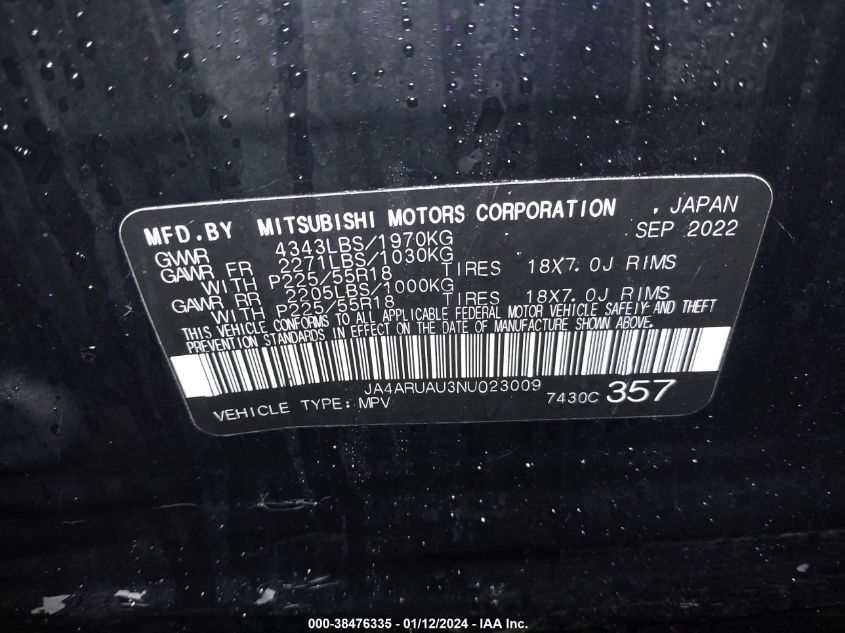 MFD.BY MITSUBISHI MOTORS CORPORATION , JAPAN
SEP 2022
GVWR 4343LBS/1970KG
GAWR FR 2271LBS/1030KG
WITH P225/55R18 TIRES 18X7.0J RIMS
GAWR RR 2205LBS/1000KG
WITH P225/55R18 TIRES 18X7.0J RIMS
THIS VEHICLE CONFORMS TO ALL APPLICABLE FEDERAL MOTOR VEHICLE SAFETY AND THEFT
PREVENTION STANDARDS IN EFFECT ON THE DATE OF MANUFACTURE SHOWN ABOVE.
JA4ARUAU3NU023009
VEHICLE TYPE: MPV 7430C 357
000-38476335 - 01/12/2024 - IAA Inc.